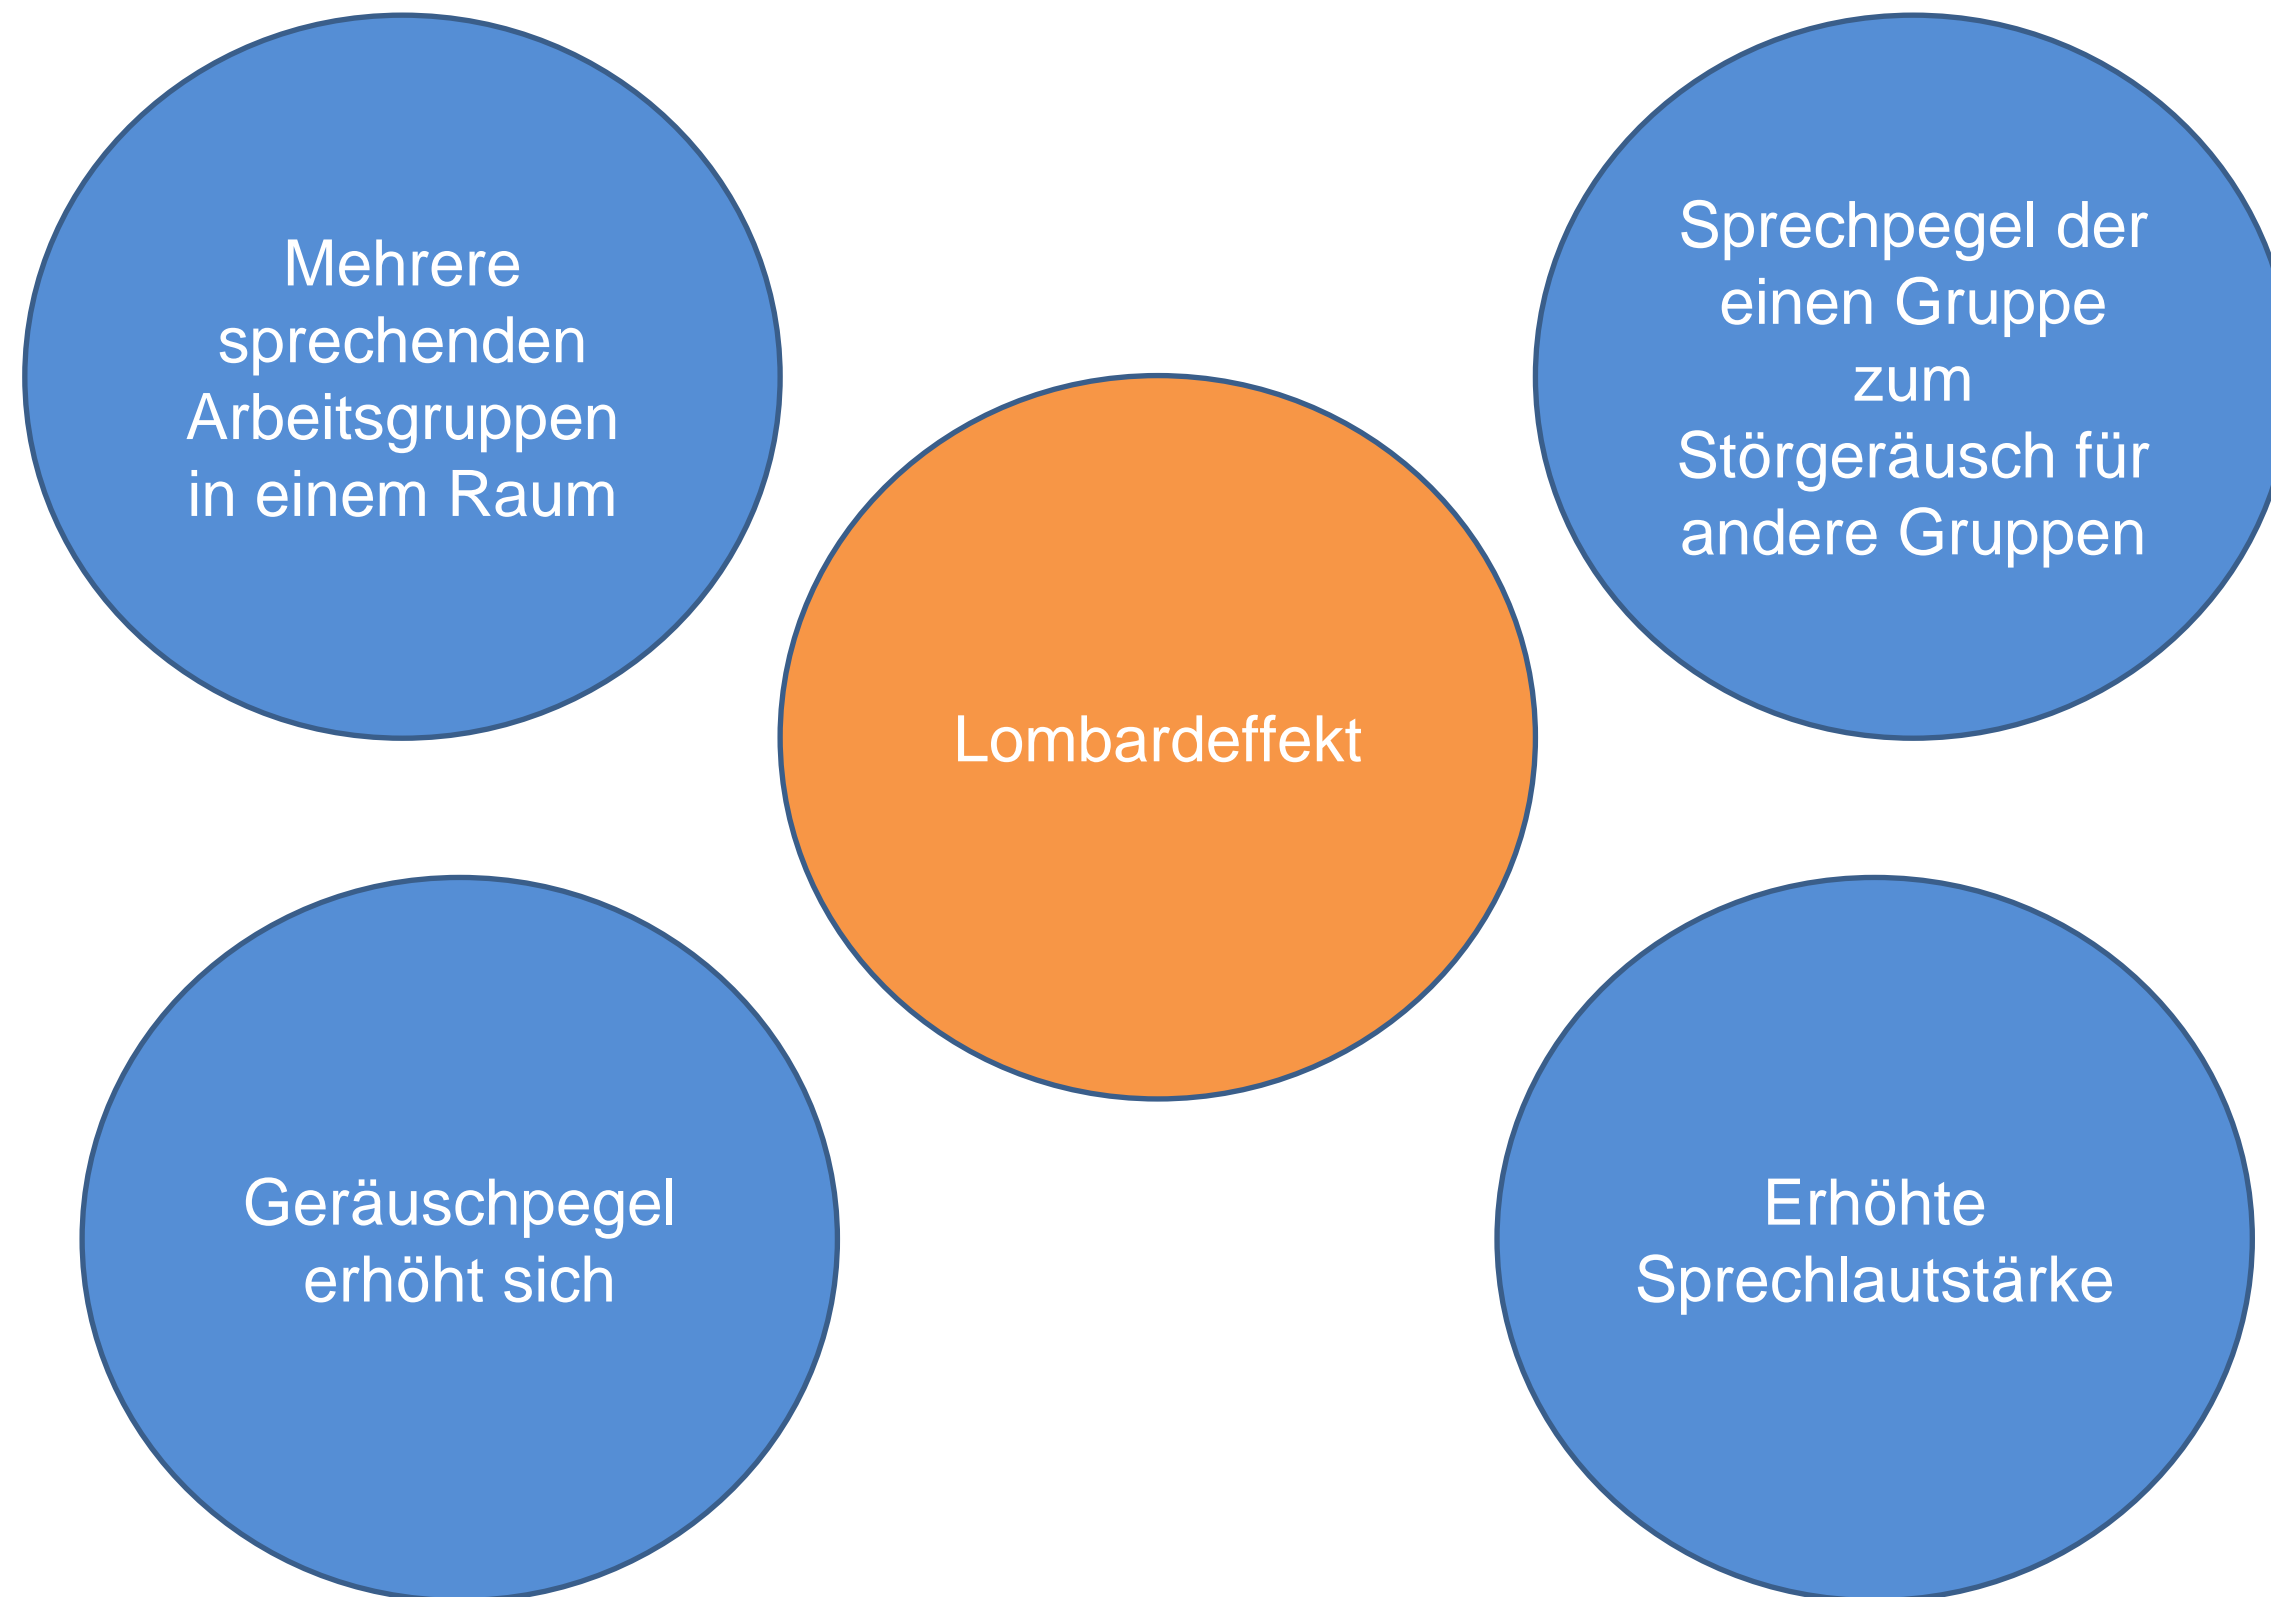 Mehrere
sprechenden
Arbeitsgruppen
in einem Raum
Sprechpegel der
einen Gruppe
zum
Störgeräusch für
andere Gruppen
Lombardeffekt
Geräuschpegel
erhöht sich
Erhöhte
Sprechlautstärke